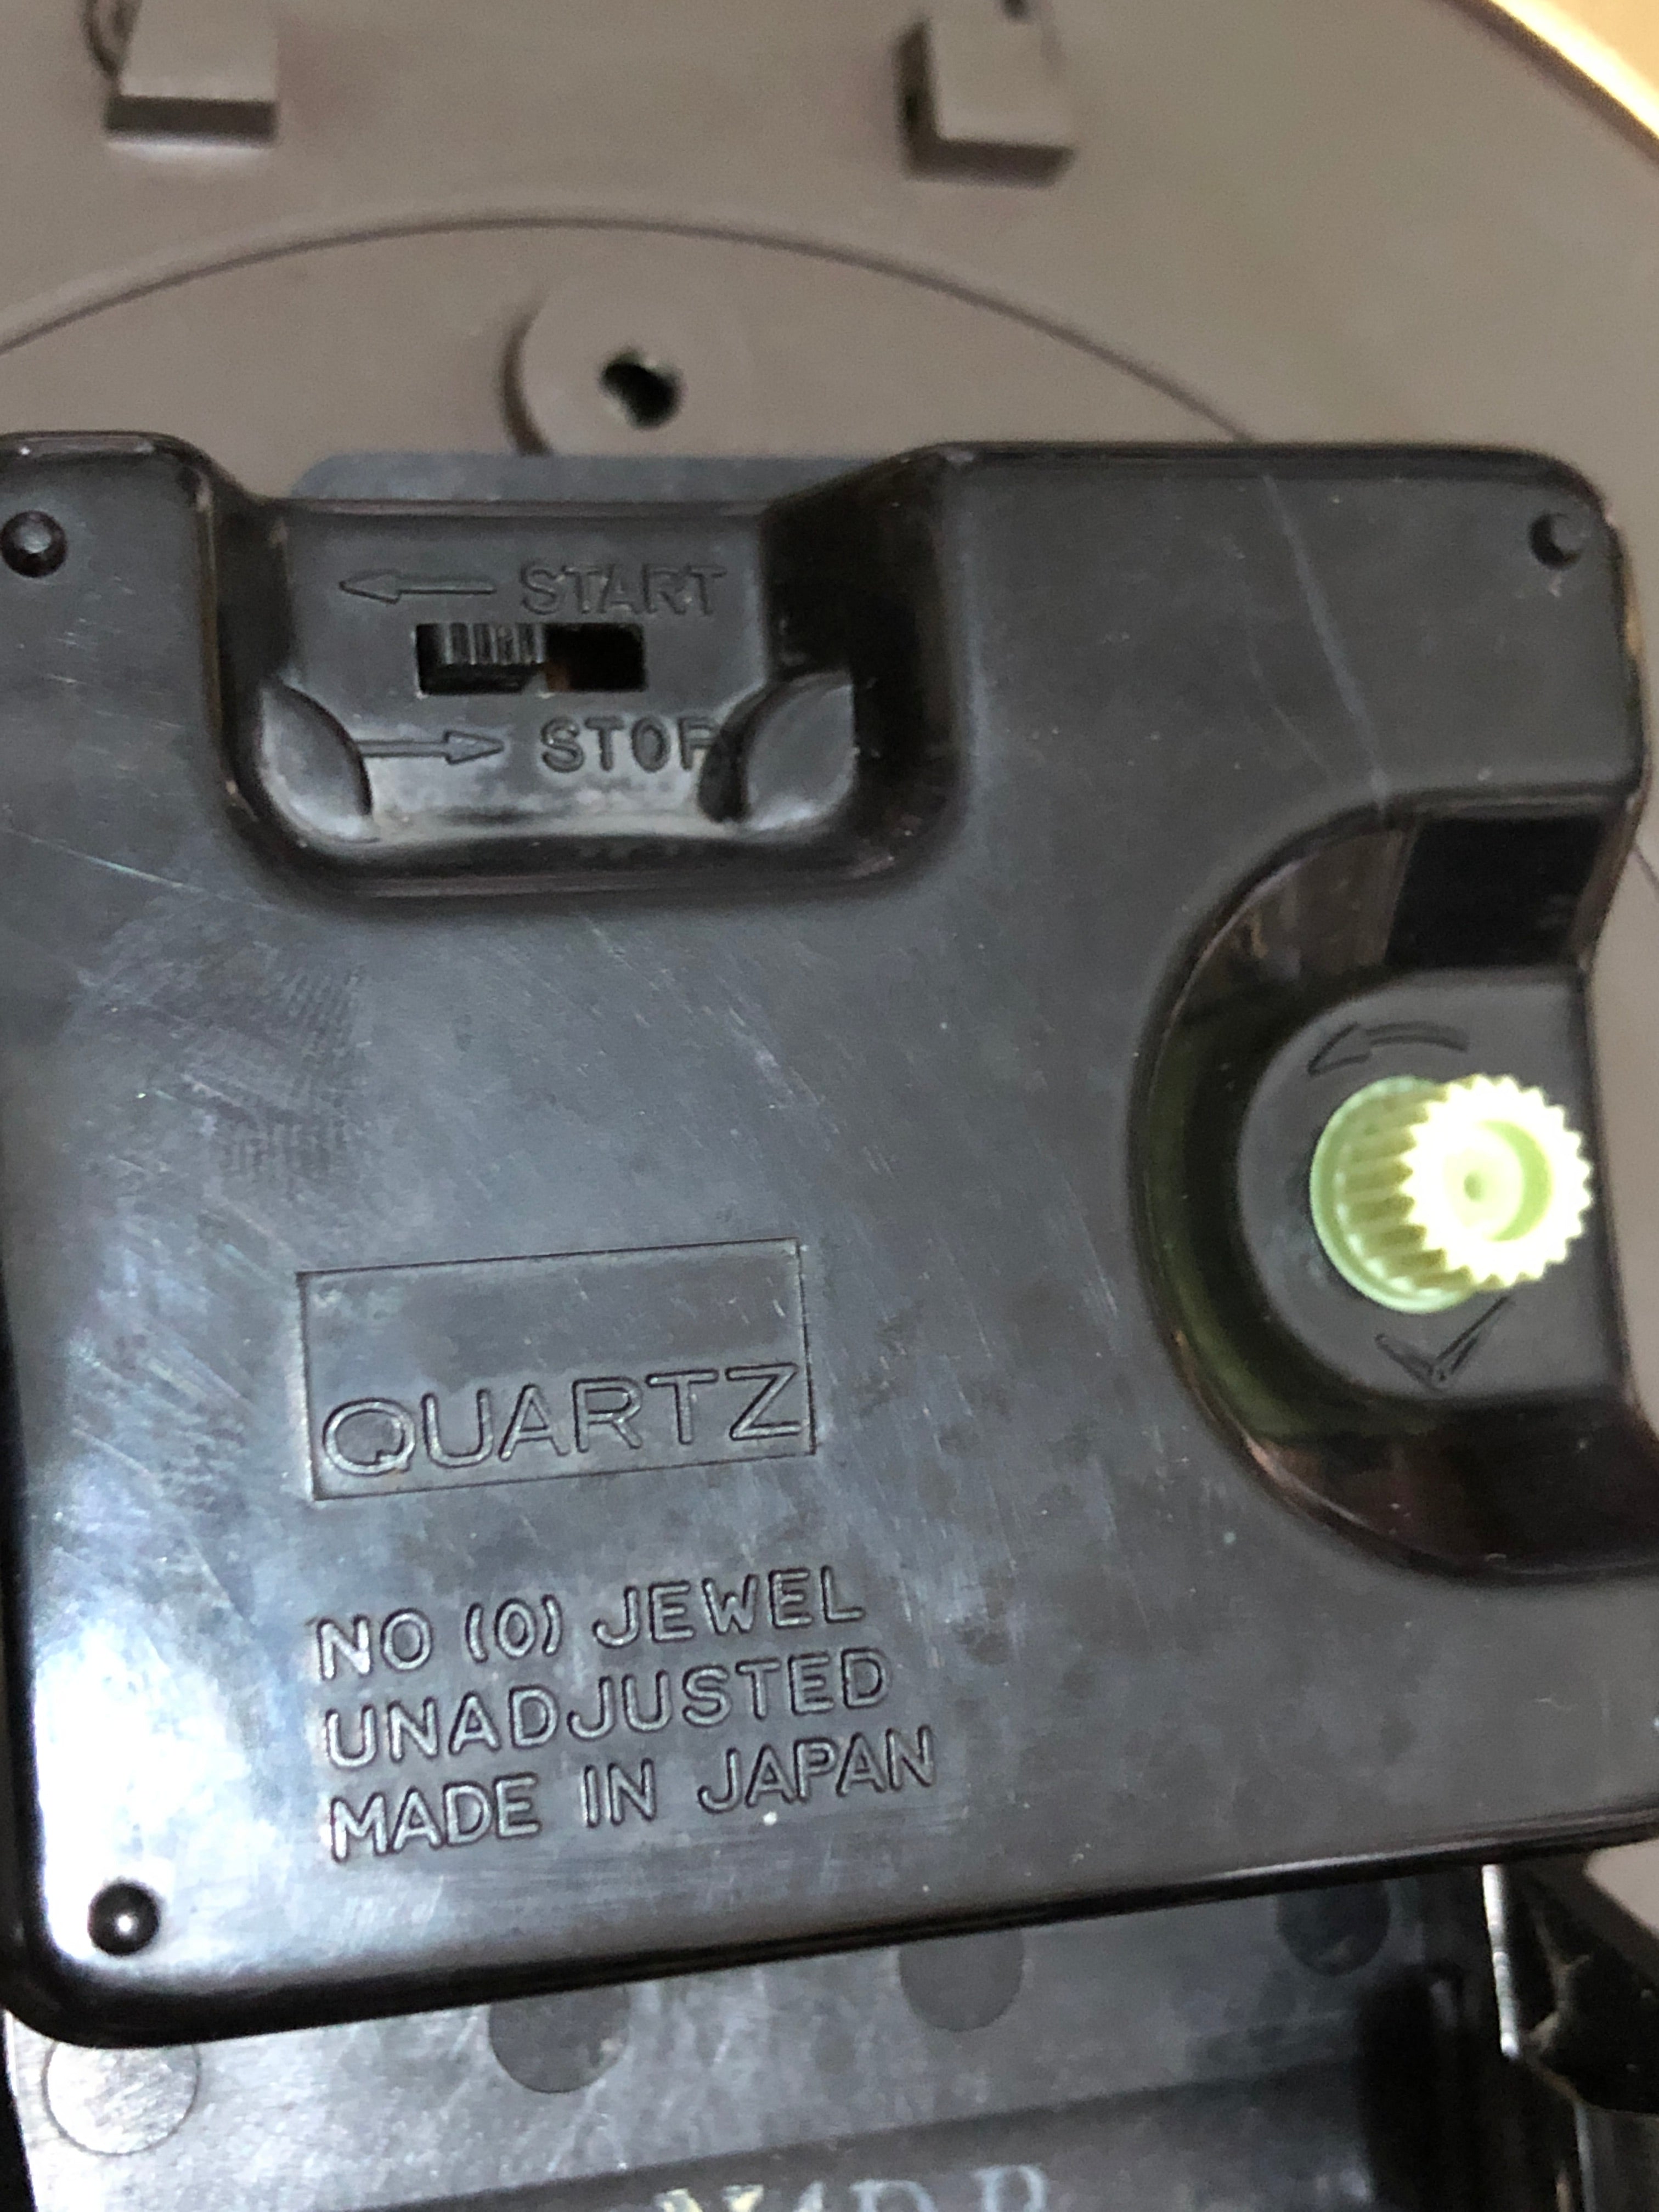 START
STOP
QUARTZ
NO (0) JEWEL
UNADJUSTED
MADE IN JAPAN